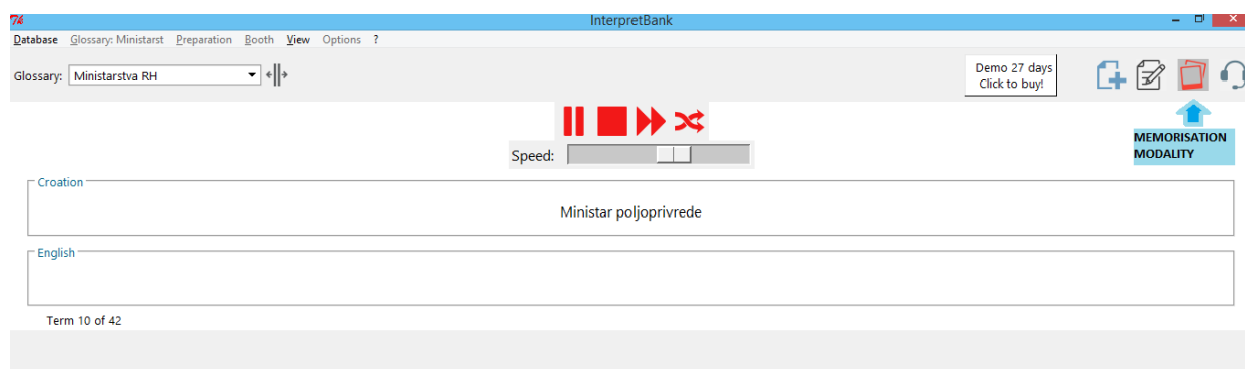 InterpretBank
Database Glossary: Ministarst Preparation Booth View Options ?
Glossary: Ministarstva RH
Demo 27 days
Click to buy!
Speed:
MEMORISATION
MODALITY
Croation
Ministar poljoprivrede
English
Term 10 of 42